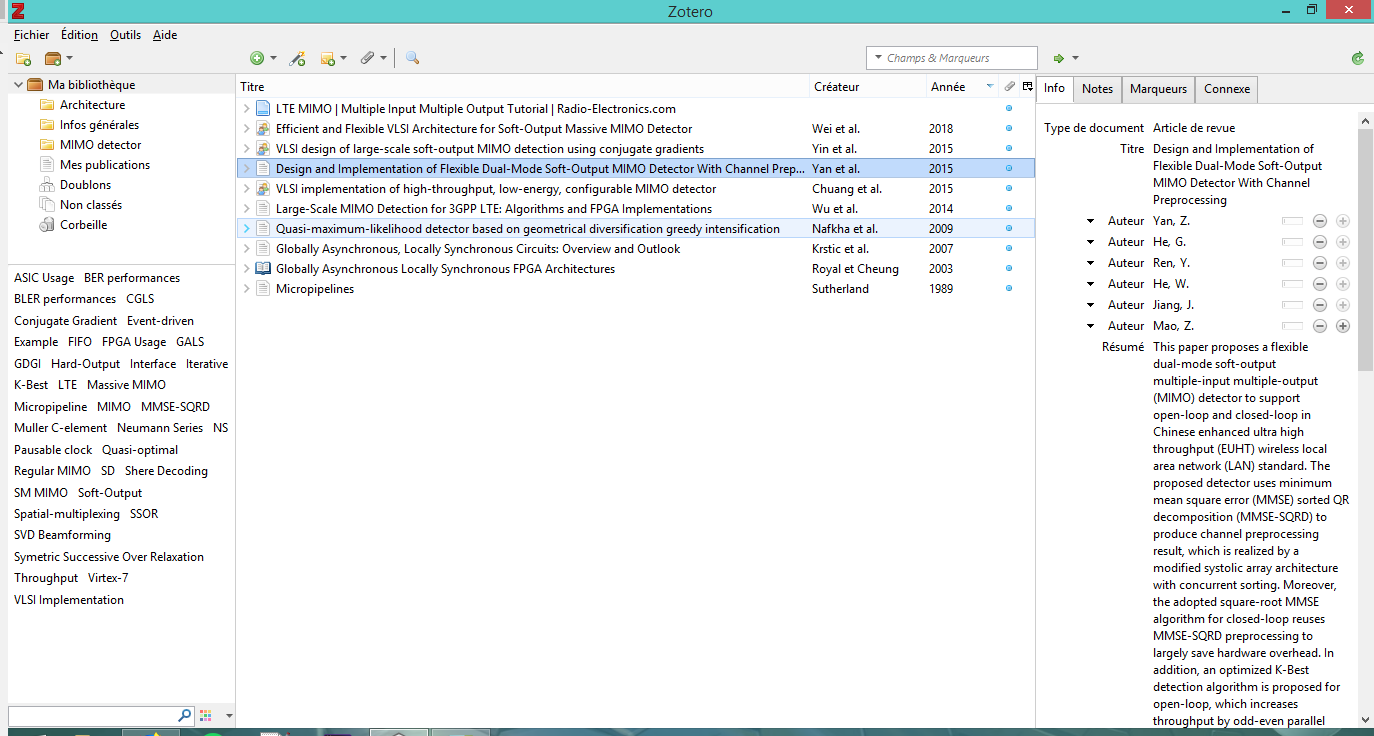 Zotero
Fichier Édition Outils Aide
Champs & Marqueurs
Ma bibliothèque
Architecture
Infos générales
MIMO detector
Mes publications
Doublons
Non classés
Corbeille
ASIC Usage BER performances
BLER performances CGLS
Conjugate Gradient Event-driven
Example FIFO FPGA Usage GALS
GDGI Hard-Output Interface Iterative
K-Best LTE Massive MIMO
Micropipeline MIMO MMSE-SQRD
Muller C-element Neumann Series NS
Pausable clock Quasi-optimal
Regular MIMO SD Shere Decoding
SM MIMO Soft-Output
Spatial-multiplexing SSOR
SVD Beamforming
Symetric Successive Over Relaxation
Throughput Virtex-7
VLSI Implementation
Titre Créateur Année
LTE MIMO | Multiple Input Multiple Output Tutorial | Radio-Electronics.com
Efficient and Flexible VLSI Architecture for Soft-Output Massive MIMO Detector Wei et al. 2018
VLSI design of large-scale soft-output MIMO detection using conjugate gradients Yin et al. 2015
Design and Implementation of Flexible Dual-Mode Soft-Output MIMO Detector With Channel Prep... Yan et al. 2015
VLSI implementation of high-throughput, low-energy, configurable MIMO detector Chuang et al. 2015
Large-Scale MIMO Detection for 3GPP LTE: Algorithms and FPGA Implementations Wu et al. 2014
Quasi-maximum-likelihood detector based on geometrical diversification greedy intensification Nafkha et al. 2009
Globally Asynchronous, Locally Synchronous Circuits: Overview and Outlook Krstic et al. 2007
Globally Asynchronous Locally Synchronous FPGA Architectures Royal et Cheung 2003
Micropipelines Sutherland 1989
Info Notes Marqueurs Connexe
Type de document Article de revue
Titre Design and Implementation of
Flexible Dual-Mode Soft-Output
MIMO Detector With Channel
Preprocessing
Auteur Yan, Z.
Auteur He, G.
Auteur Ren, Y.
Auteur He, W.
Auteur Jiang, J.
Auteur Mao, Z.
Résumé This paper proposes a flexible
dual-mode soft-output
multiple-input multiple-output
(MIMO) detector to support
open-loop and closed-loop in
Chinese enhanced ultra high
throughput (EUHT) wireless local
area network (LAN) standard. The
proposed detector uses minimum
mean square error (MMSE) sorted QR
decomposition (MMSE-SQRD) to
produce channel preprocessing
result, which is realized by a
modified systolic array architecture
with concurrent sorting. Moreover,
the adopted square-root MMSE
algorithm for closed-loop reuses
MMSE-SQRD preprocessing to
largely save hardware overhead. In
addition, an optimized K-Best
detection algorithm is proposed for
open-loop, which increases
throughput by odd-even parallel